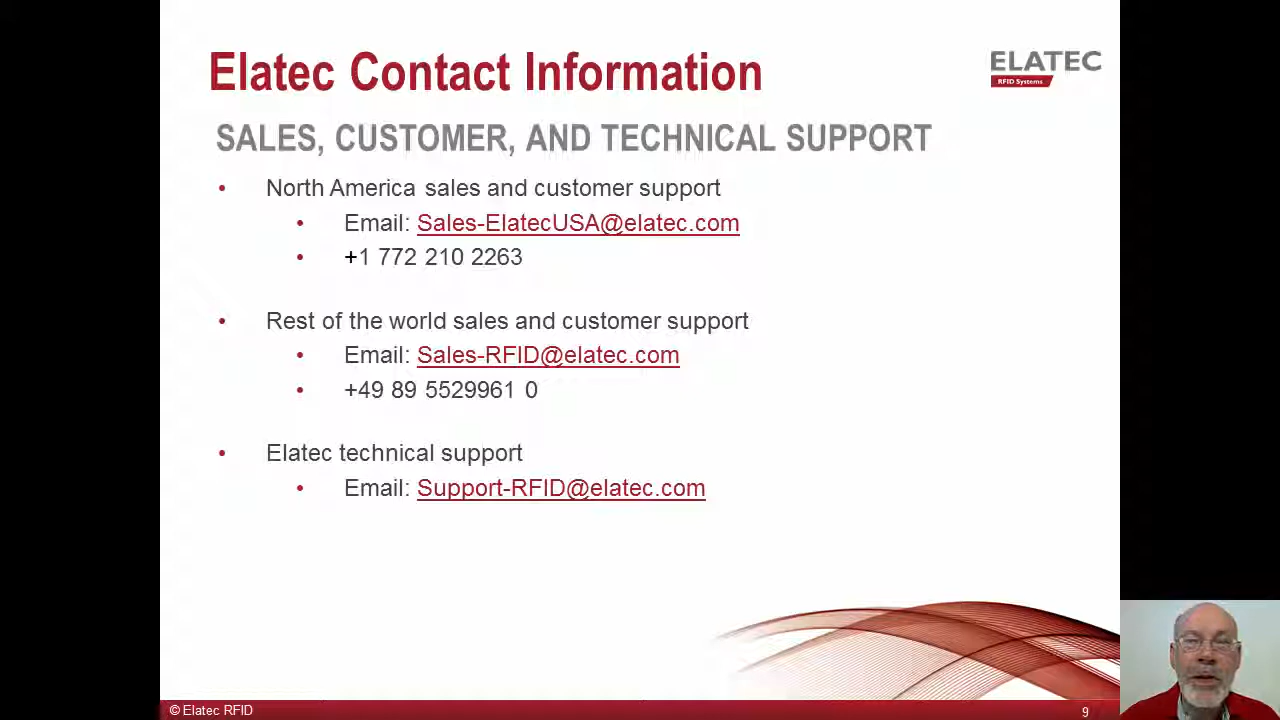 Elatec Contact Information
ELATEC
RFID Systems
SALES, CUSTOMER, AND TECHNICAL SUPPORT
• North America sales and customer support
• Email: Sales-ElatecUSA@elatec.com
• +1 772 210 2263
• Rest of the world sales and customer support
• Email: Sales-RFID@elatec.com
• +49 89 5529961 0
• Elatec technical support
• Email: Support-RFID@elatec.com
© Elatec RFID
9